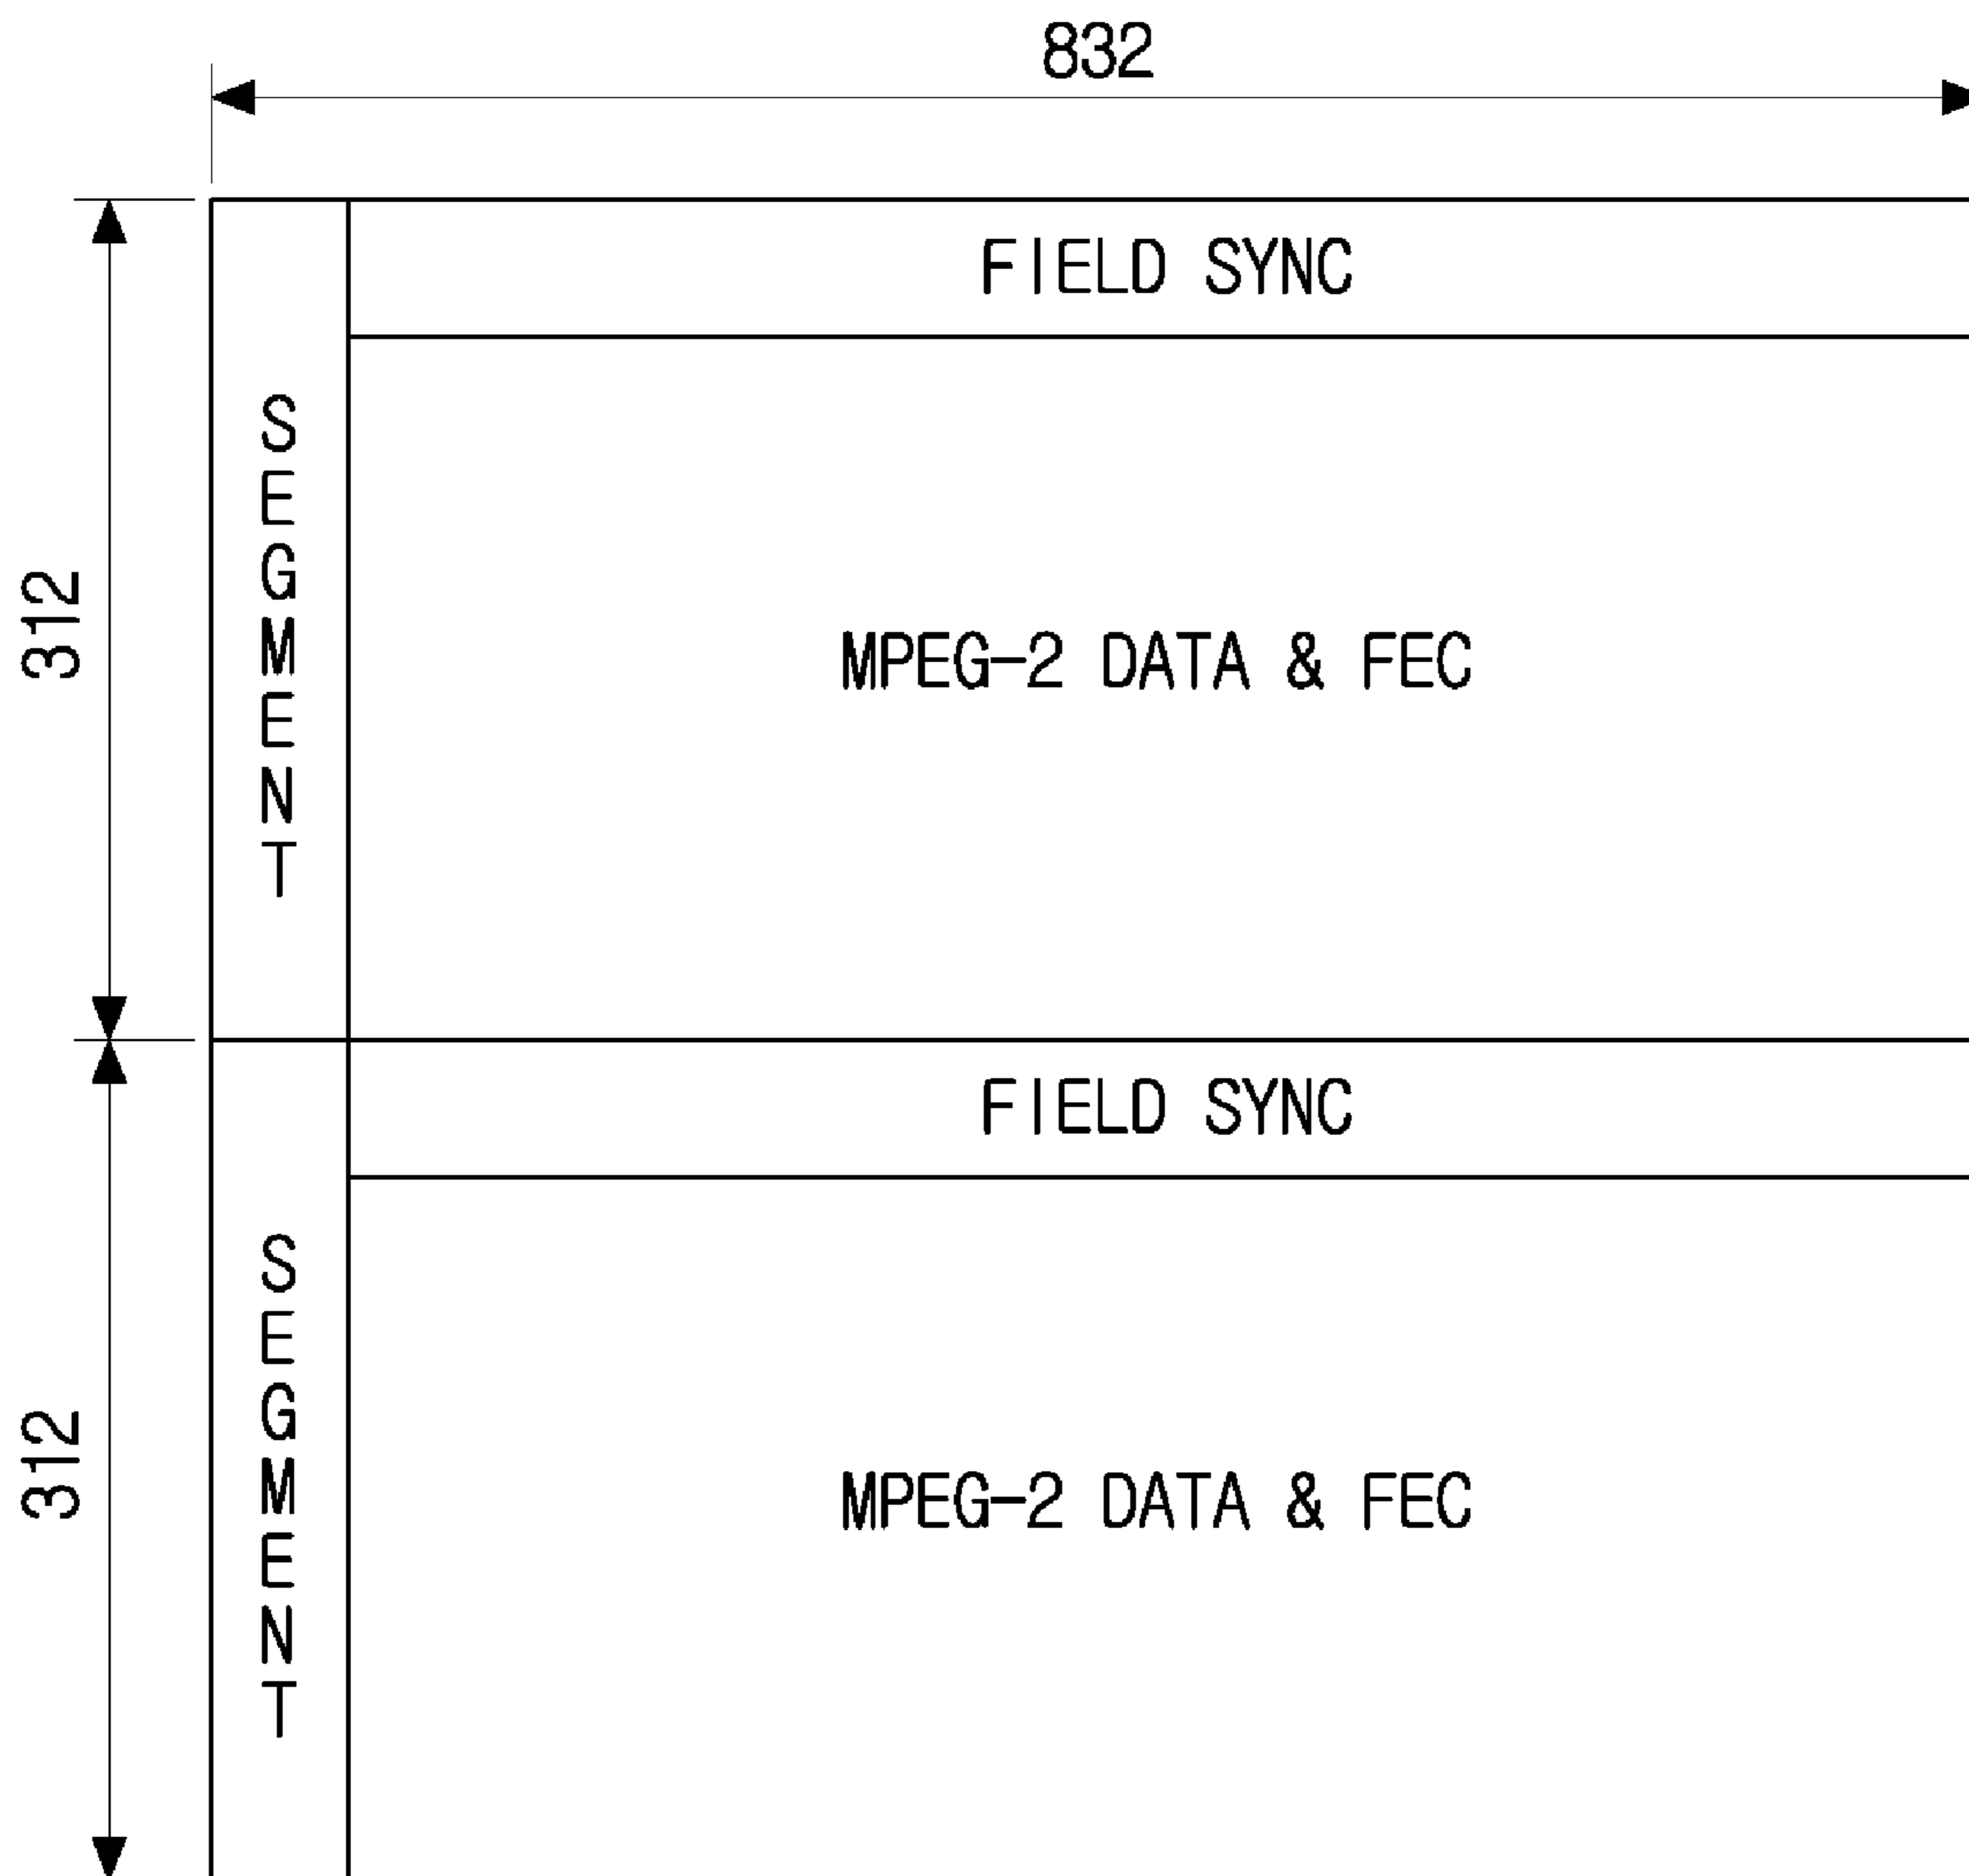 832
312
FIELD SYNC
SEGMENT
MPEG-2 DATA & FEC
312
FIELD SYNC
SEGMENT
MPEG-2 DATA & FEC